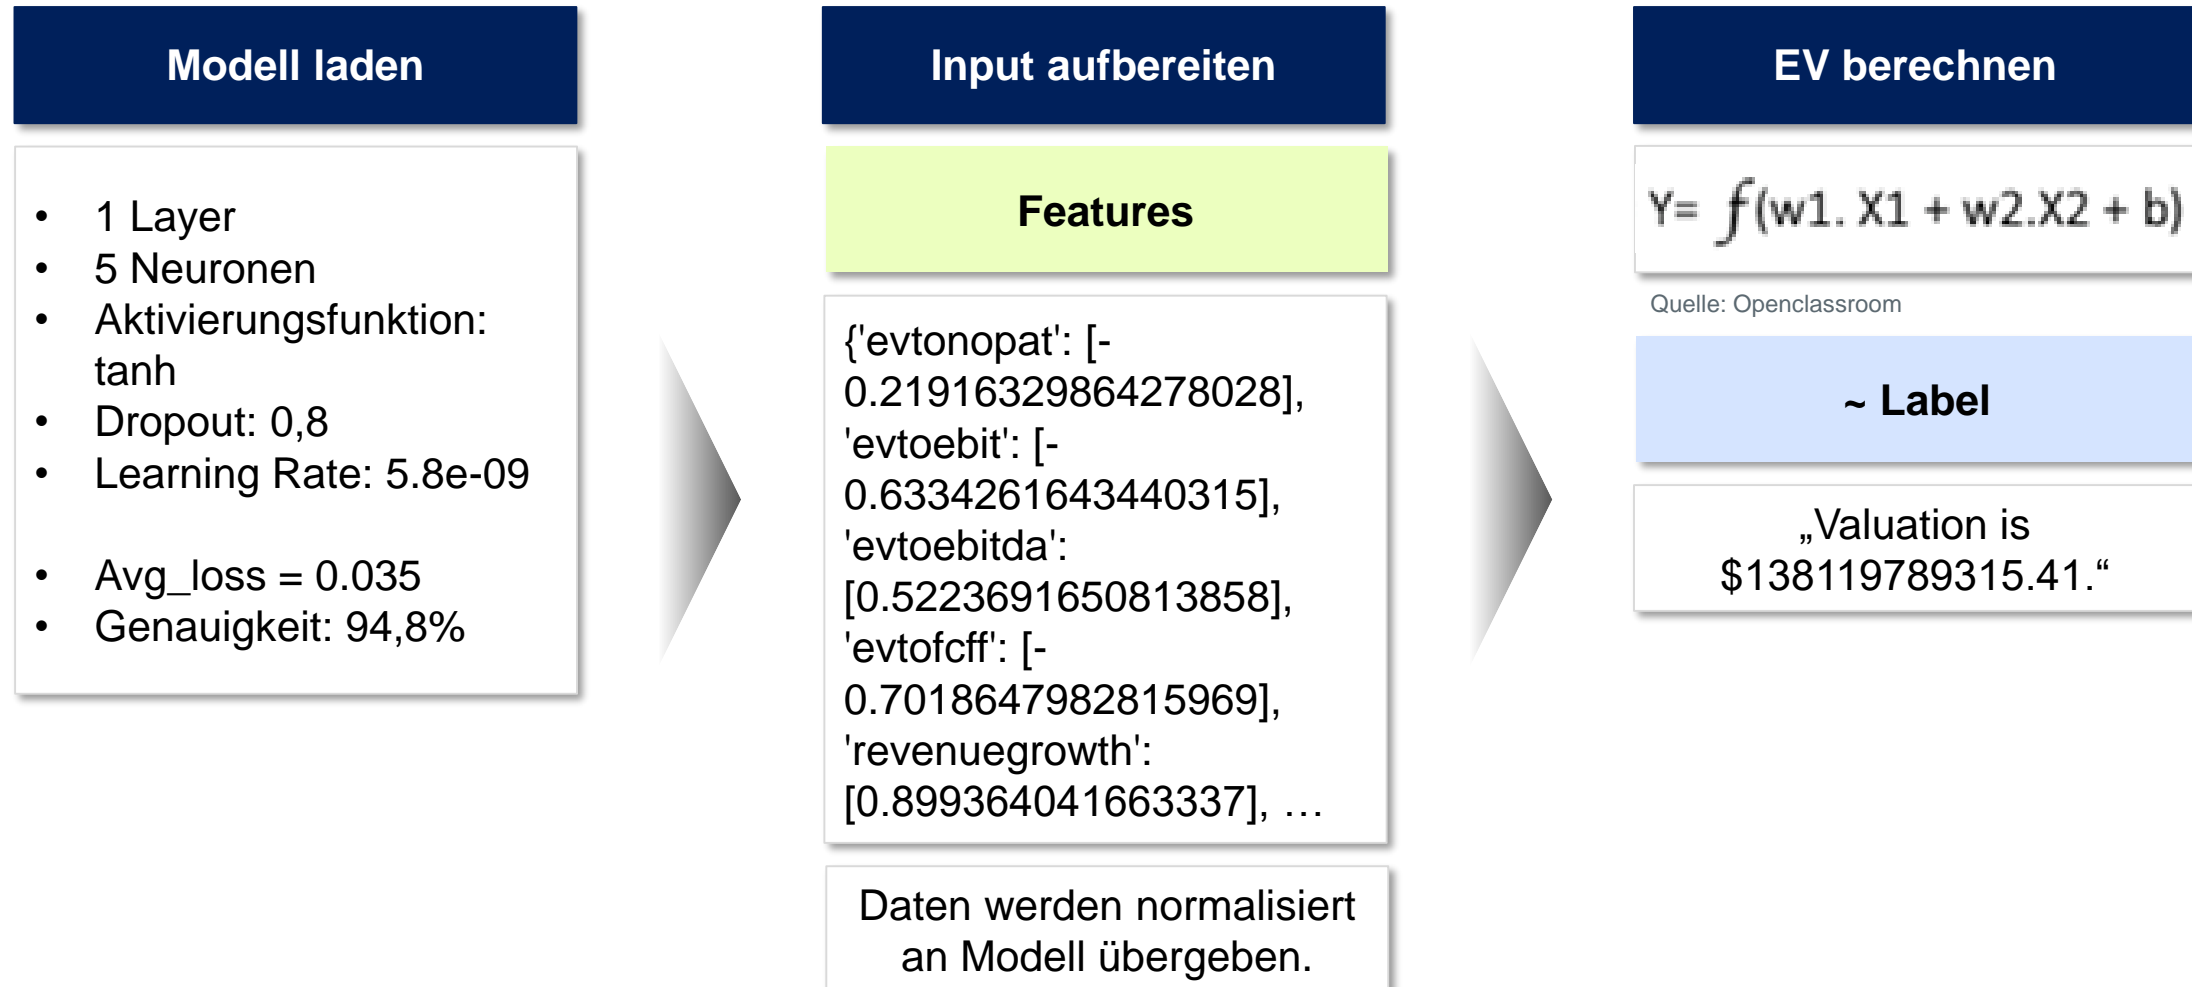 Modell laden
• 1 Layer
• 5 Neuronen
• Aktivierungsfunktion:
tanh
• Dropout: 0,8
• Learning Rate: 5.8e-09
• Avg_loss = 0.035
• Genauigkeit: 94,8%
Input aufbereiten
Features
{'evtonopat': [-
0.21916329864278028],
'evtoebit': [-
0.6334261643440315],
'evtoebitda':
[0.5223691650813858],
'evtofcff': [-
0.7018647982815969],
'revenuegrowth':
[0.899364041663337], …
Daten werden normalisiert
an Modell übergeben.
EV berechnen
Y= ƒ(w1. X1 + w2.X2 + b)
Quelle: Openclassroom
~ Label
„Valuation is
$138119789315.41.“